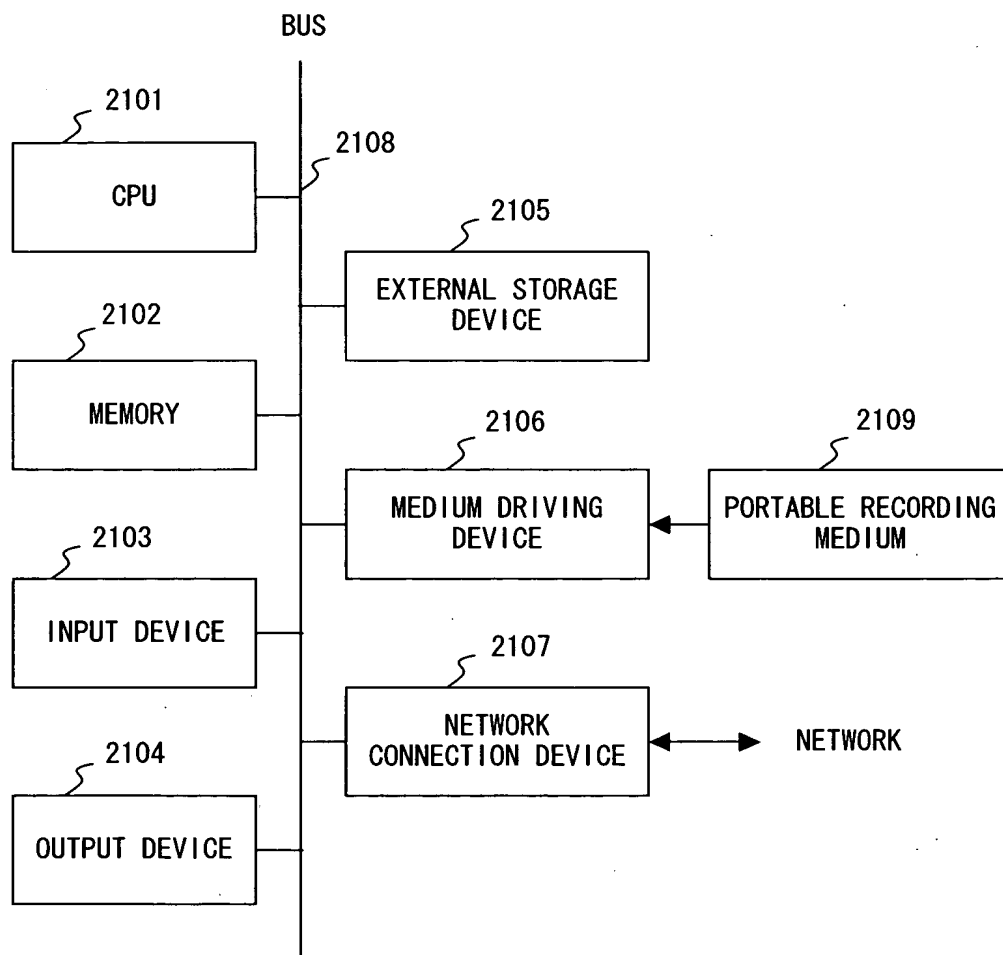 BUS
2101
CPU
2108
2105
EXTERNAL STORAGE
DEVICE
2102
MEMORY
2106
MEDIUM DRIVING
DEVICE
2109
PORTABLE RECORDING
MEDIUM
2103
INPUT DEVICE
2107
NETWORK
CONNECTION DEVICE
NETWORK
2104
OUTPUT DEVICE